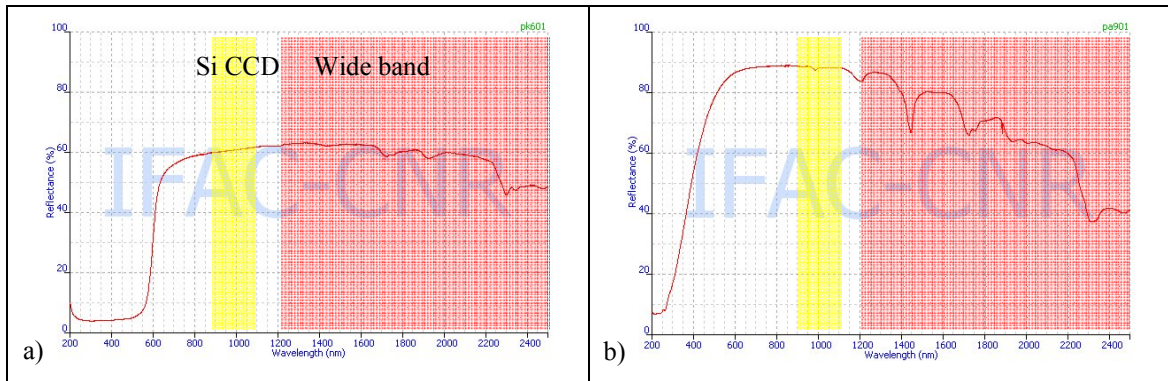 pk601
100
Si CCD Wide band
80
60
IFAC-CNR
40
20
0
Reflectance (%)
200 400 600 800 1000 1200 1400 1600 1800 2000 2200 2400
Wavelength (nm)
a)
pa901
100
80
60
IFAC-CNR
40
20
0
Reflectance (%)
200 400 600 800 1000 1200 1400 1600 1800 2000 2200 2400
Wavelength (nm)
b)